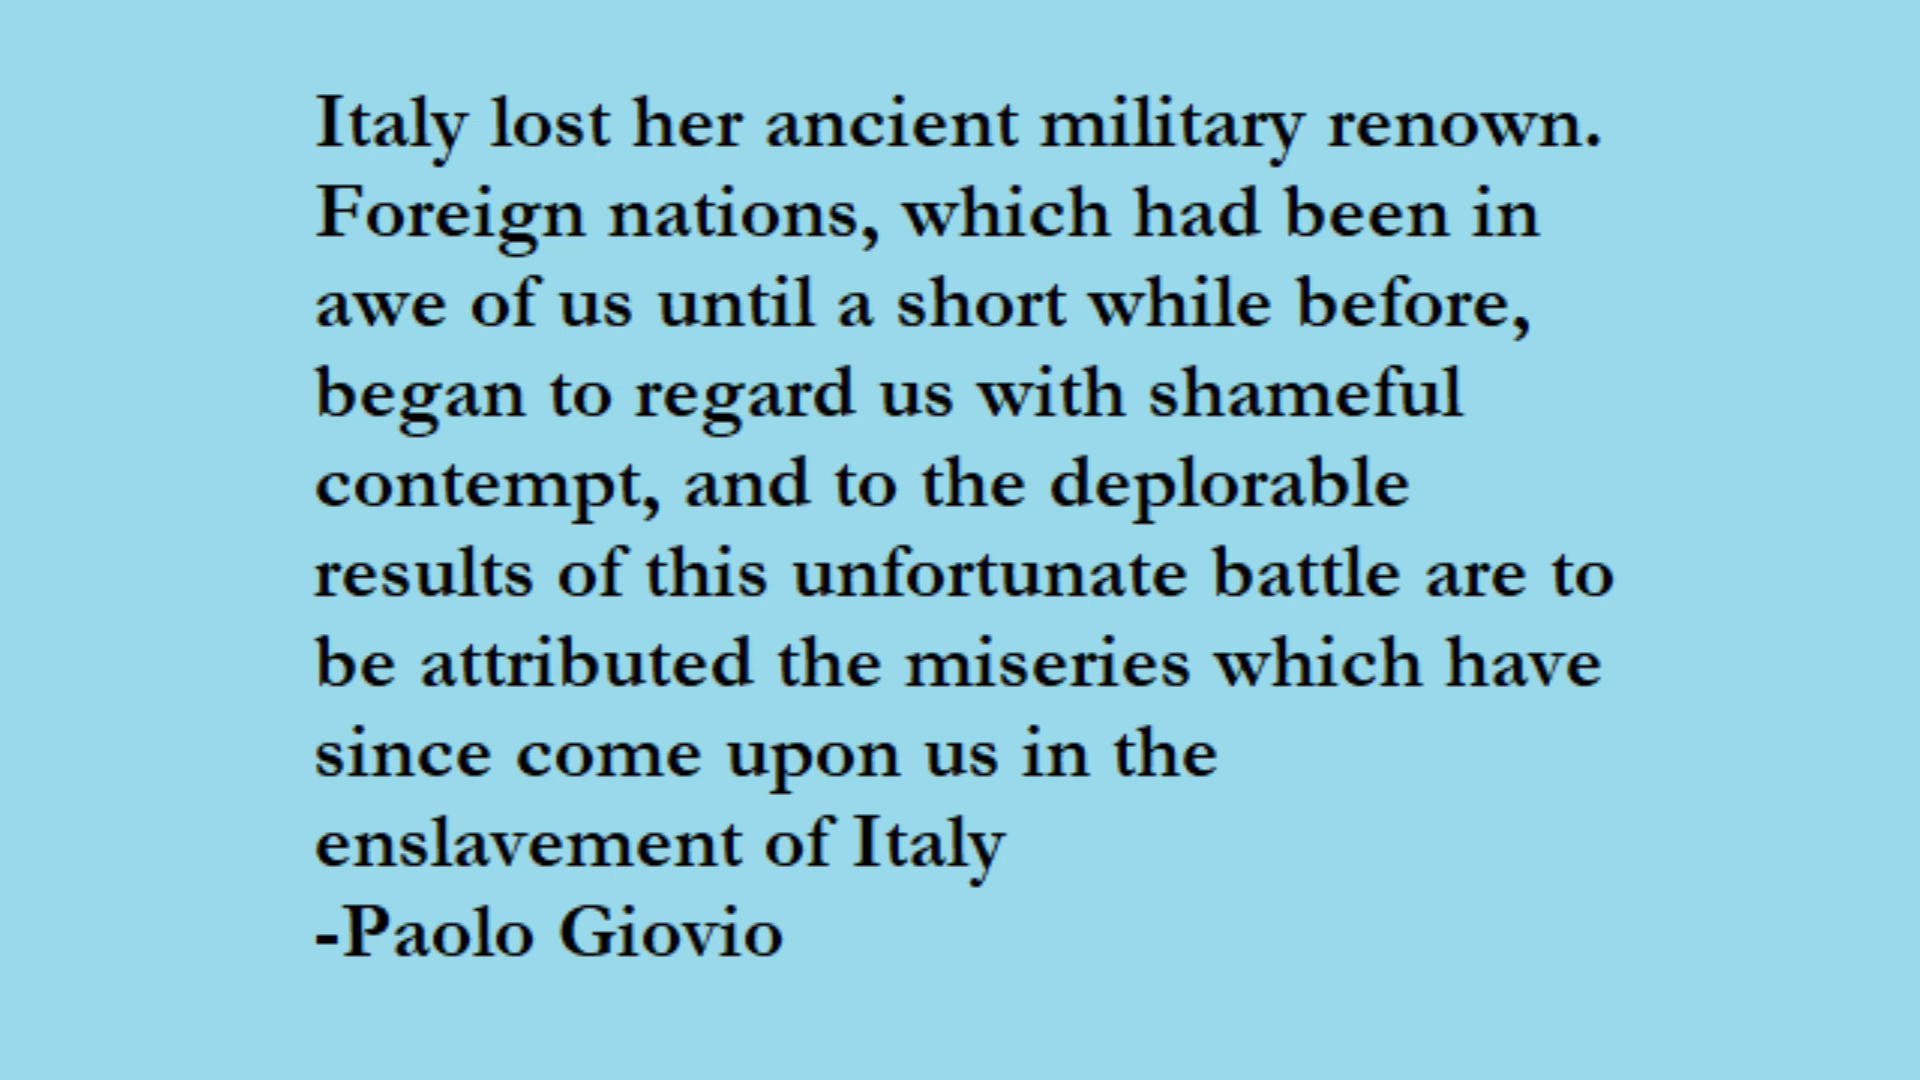 Italy lost her ancient military renown.
Foreign nations, which had been in
awe of us until a short while before,
began to regard us with shameful
contempt, and to the deplorable
results of this unfortunate battle are to
be attributed the miseries which have
since come upon us in the
enslavement of Italy
-Paolo Giovio